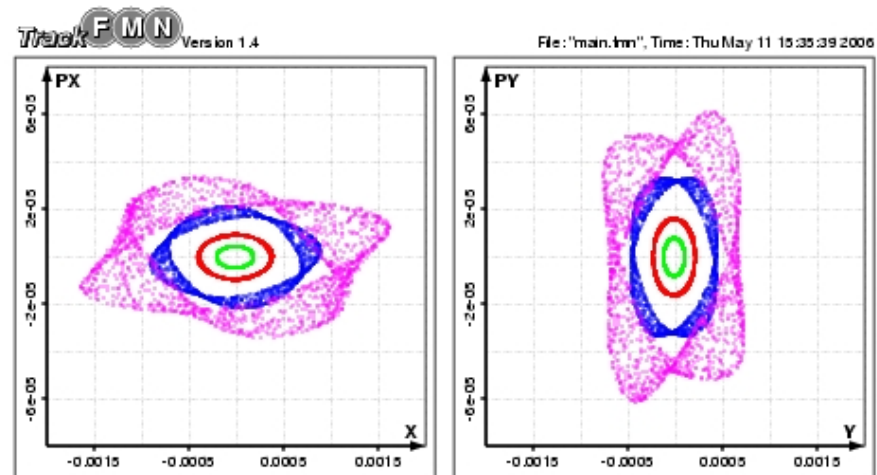 Track FMN Version 1.4 File: "main.fmn", Time: Thu May 11 15:35:39 2006
PX PY
6e-05 6e-05
2e-05 2e-05
-2e-05 -2e-05
-6e-05 -6e-05
X Y
-0.0015 -0.0005 0.0005 0.0015 -0.0015 -0.0005 0.0005 0.0015